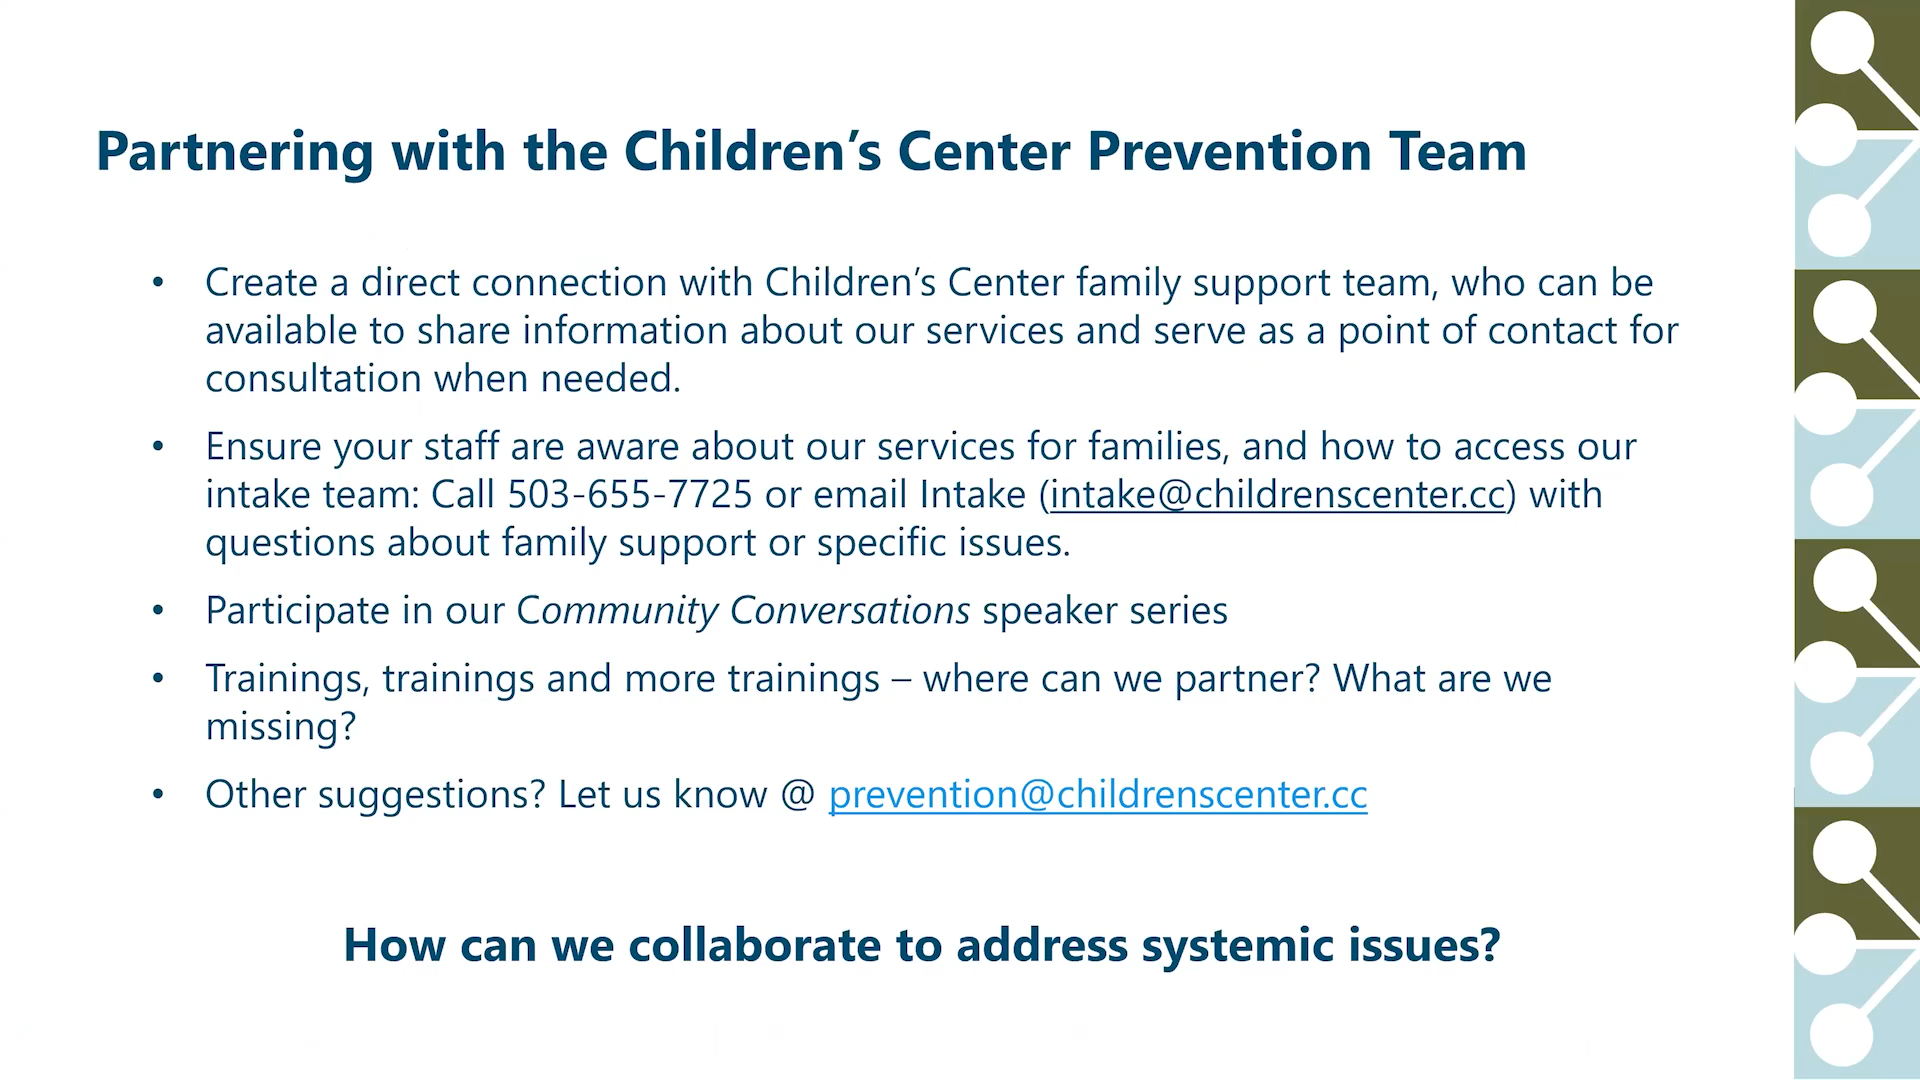 Partnering with the Children’s Center Prevention Team
• Create a direct connection with Children’s Center family support team, who can be
available to share information about our services and serve as a point of contact for
consultation when needed.
• Ensure your staff are aware about our services for families, and how to access our
intake team: Call 503-655-7725 or email Intake (intake@childrenscenter.cc) with
questions about family support or specific issues.
• Participate in our Community Conversations speaker series
• Trainings, trainings and more trainings – where can we partner? What are we
missing?
• Other suggestions? Let us know @ prevention@childrenscenter.cc
How can we collaborate to address systemic issues?